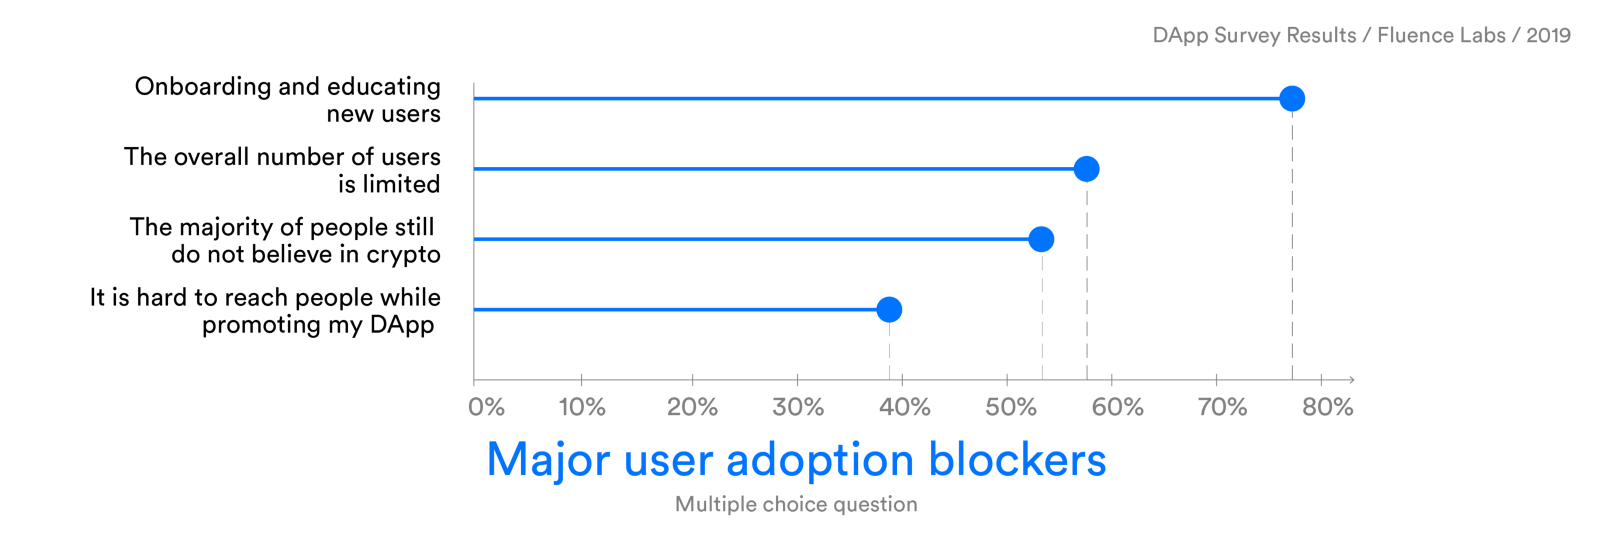 DApp Survey Results / Fluence Labs / 2019
Onboarding and educating
new users
The overall number of users
is limited
The majority of people still
do not believe in crypto
It is hard to reach people while
promoting my DApp
0% 10% 20% 30% 40% 50% 60% 70% 80%
Major user adoption blockers
Multiple choice question